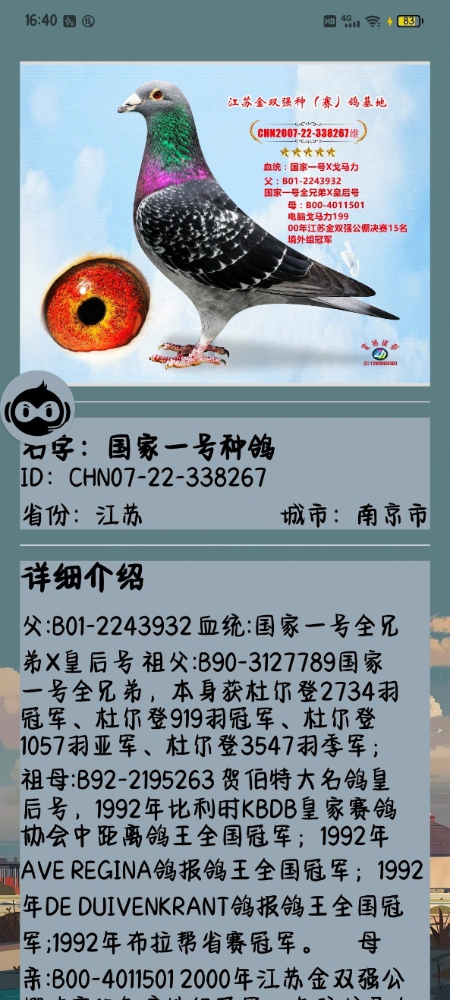 16:40
HD 4G 83
江苏金双强种（赛）鸽基地
CHN2007-22-338267雄
血统：国家一号X戈马力
父：B01-2243932
国家一号全兄弟X皇后号
母：B00-4011501
电脑戈马力199
00年江苏金双强公棚决赛15名
境外组冠军
(0)13909606383
名字：国家一号种鸽
ID：CHN07-22-338267
省份：江苏 城市：南京市
详细介绍
父:B01-2243932 血统:国家一号全兄
弟X皇后号 祖父:B90-3127789国家
一号全兄弟，本身获杜尔登2734羽
冠军、杜尔登919羽冠军、杜尔登
1057羽亚军、杜尔登3547羽季军；
祖母:B92-2195263 贺伯特大名鸽皇
后号，1992年比利时KBDB皇家赛鸽
协会中距离鸽王全国冠军；1992年
AVE REGINA鸽报鸽王全国冠军；1992
年DE DUIVENKRANT鸽报鸽王全国冠
军;1992年布拉帮省赛冠军。 母
亲:B00-4011501 2000年江苏金双强公